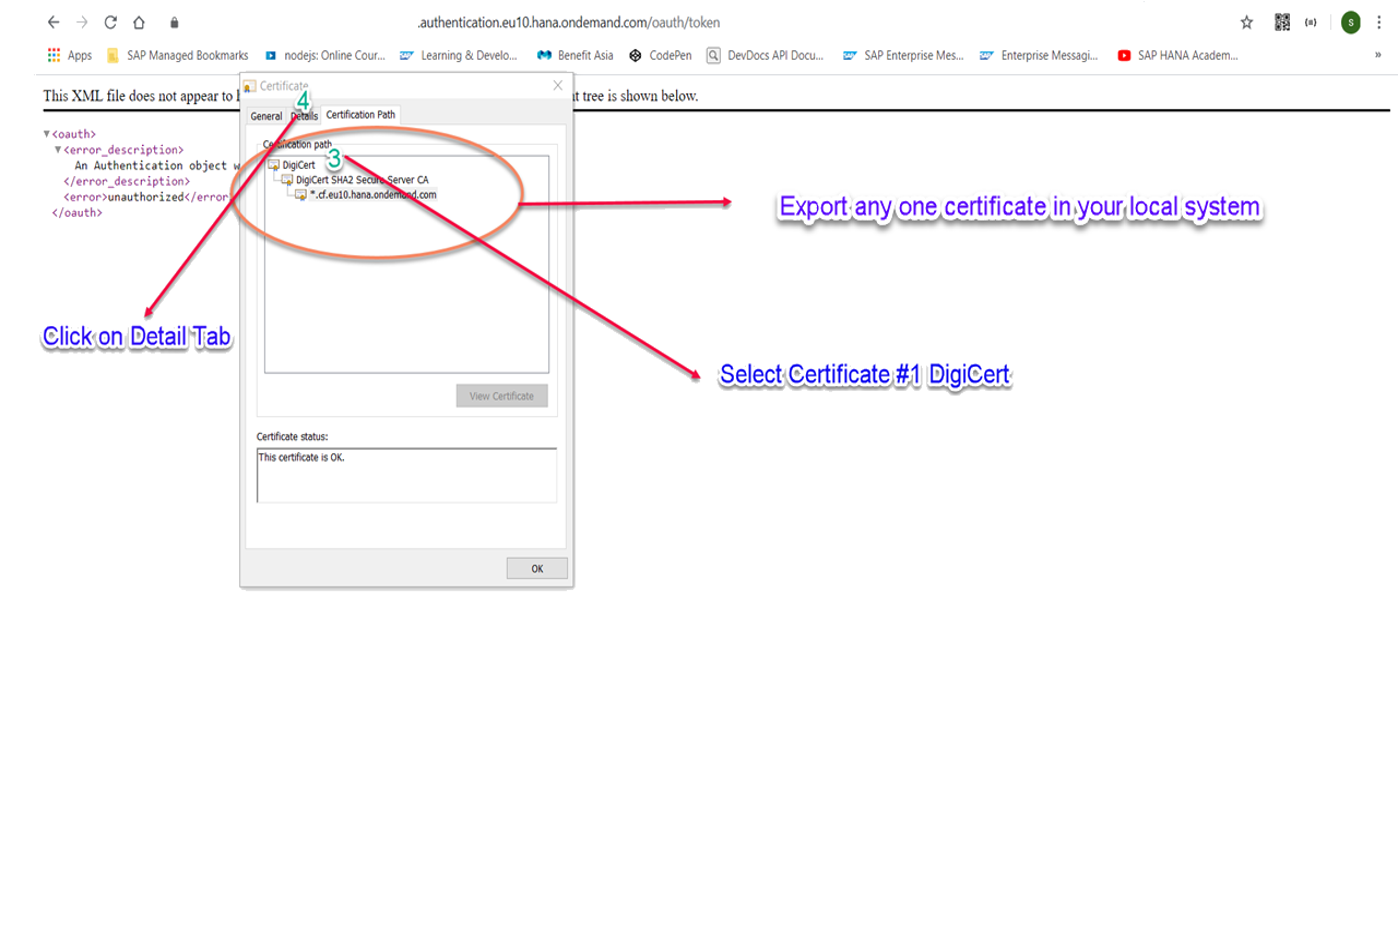 .authentication.eu10.hana.ondemand.com/oauth/token
S
Apps SAP Managed Bookmarks nodejs: Online Cour... Learning & Develo... Benefit Asia CodePen DevDocs API Docu... SAP Enterprise Mes... Enterprise Messagi... SAP HANA Academ... »
Certificate
This XML file does not appear to t tree is shown below.
4
General Details Certification Path
<oauth>
Certification path
<error_description>
3
DigiCert
An Authentication object w
DigiCert SHA2 Secure Server CA
</error_description>
*.cf.eu10.hana.ondemand.com
<error>unauthorized</error
Export any one certificate in your local system
</oauth>
Click on Detail Tab
Select Certificate #1 DigiCert
View Certificate
Certificate status:
This certificate is OK.
OK